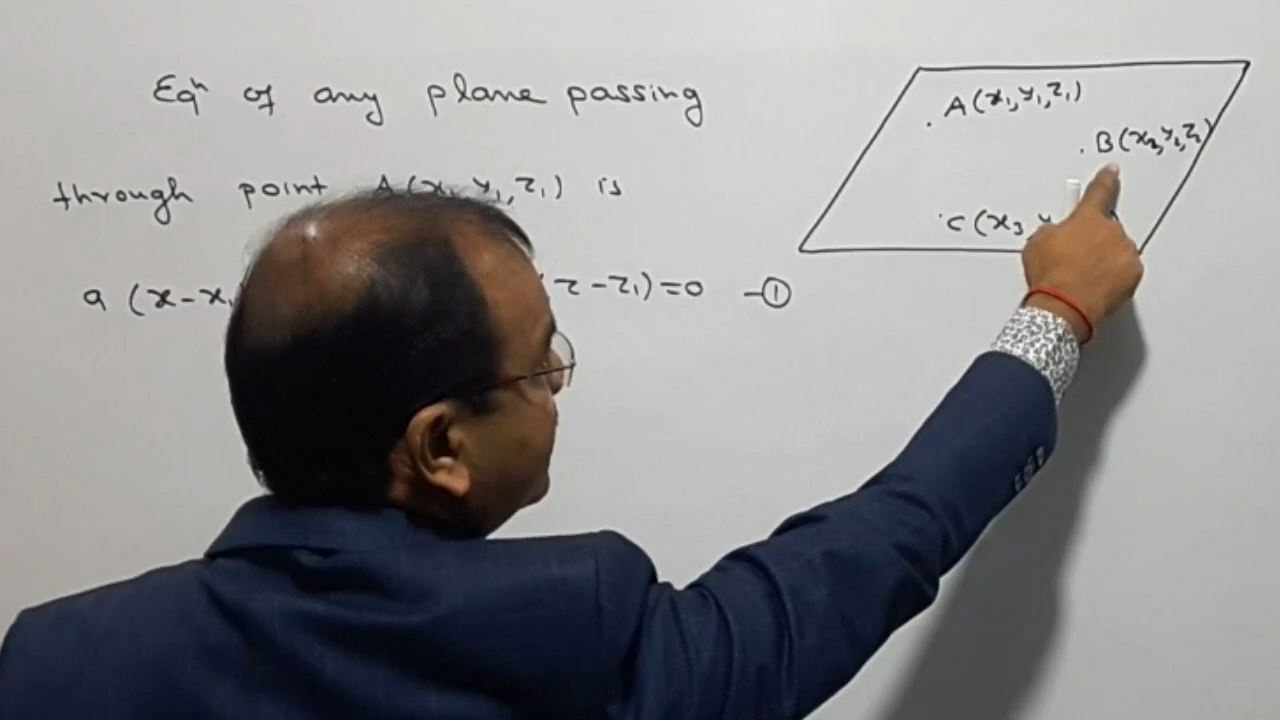 Eqⁿ of any plane passing
through point A(x₁, y₁, z₁) is
a (x-x₁ z-z₁)=0 -①
A(x₁, y₁, z₁)
B(x₂, y₂, z₂)
C(x₃, y